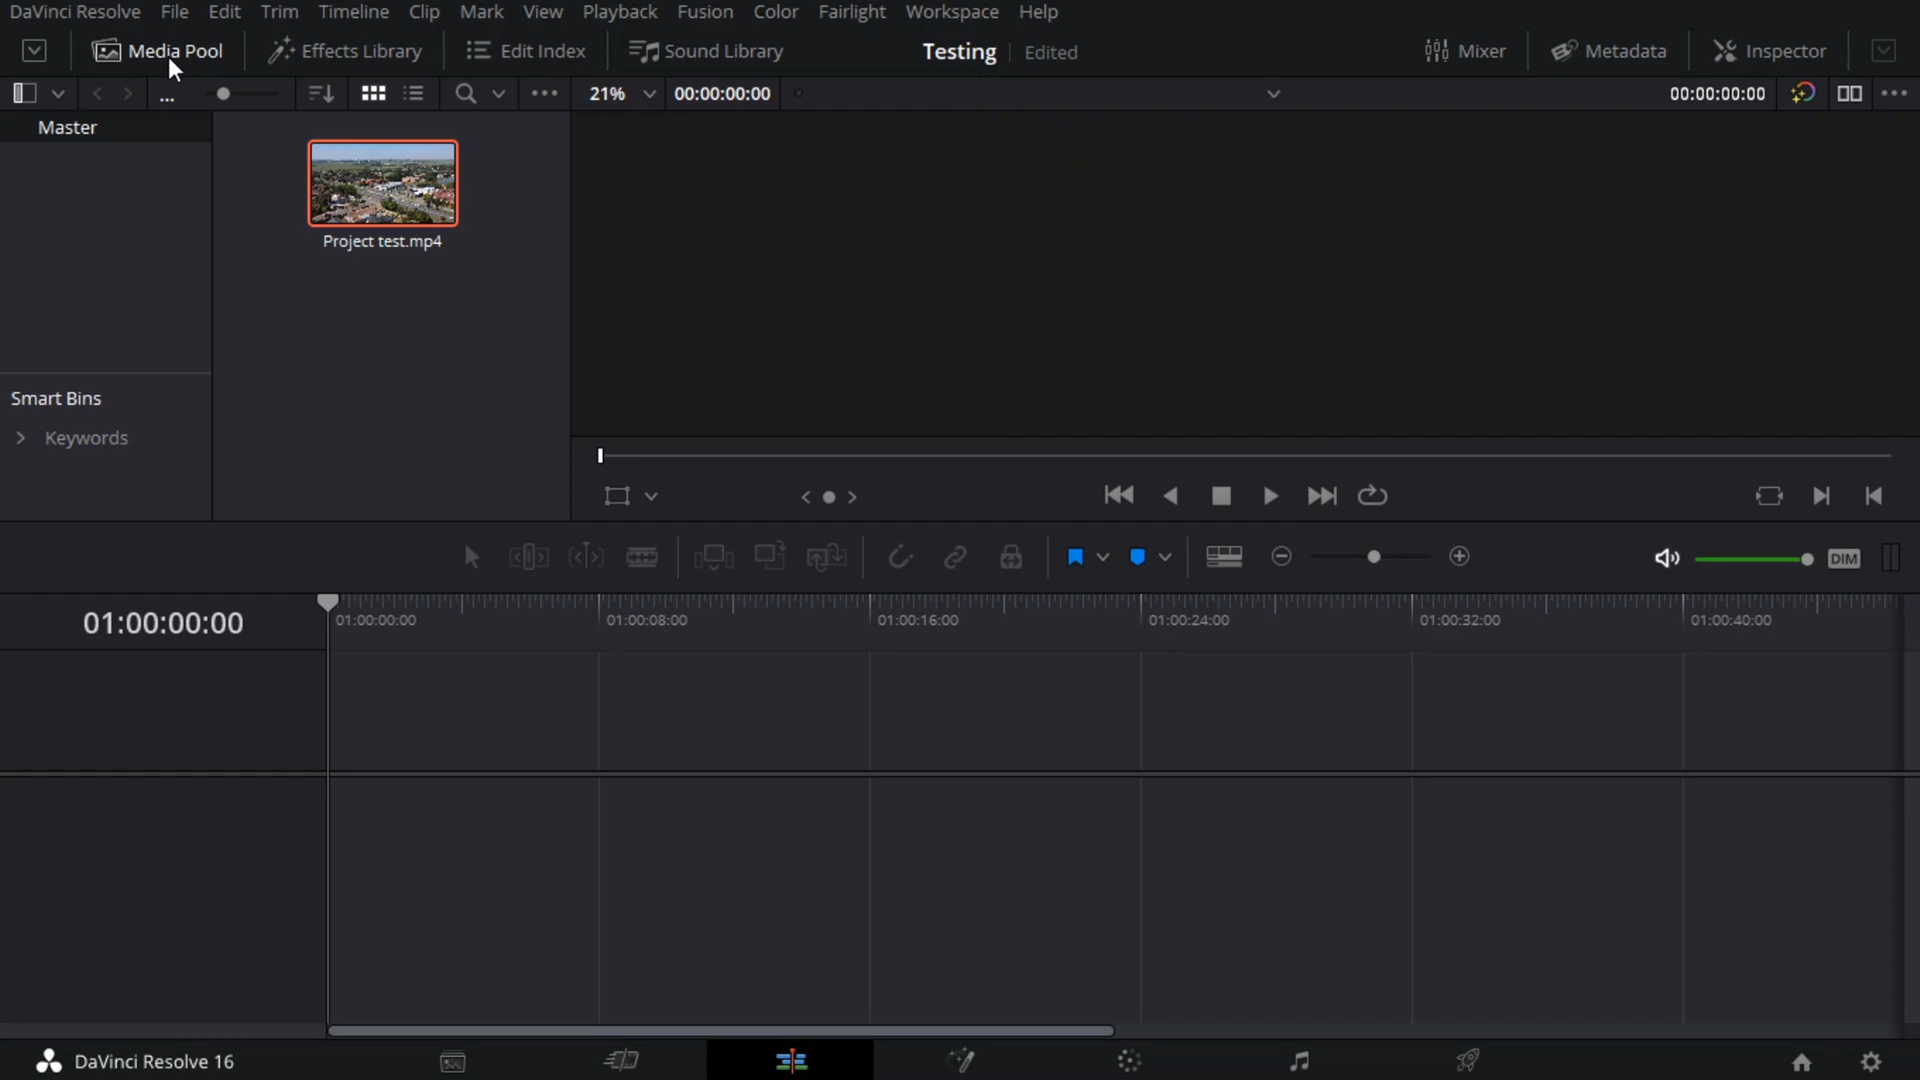 DaVinci Resolve File Edit Trim Timeline Clip Mark View Playback Fusion Color Fairlight Workspace Help
Media Pool Effects Library Edit Index Sound Library Testing Edited Mixer Metadata Inspector
... 21% 00:00:00:00 00:00:00:00
Master
Project test.mp4
Smart Bins
Keywords
DIM
01:00:00:00 01:00:00:00 01:00:08:00 01:00:16:00 01:00:24:00 01:00:32:00 01:00:40:00
DaVinci Resolve 16